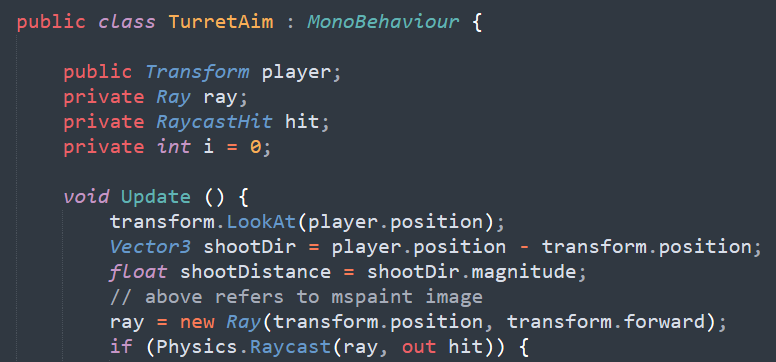 public class TurretAim : MonoBehaviour {
public Transform player;
private Ray ray;
private RaycastHit hit;
private int i = 0;
void Update () {
transform.LookAt(player.position);
Vector3 shootDir = player.position - transform.position;
float shootDistance = shootDir.magnitude;
// above refers to mspaint image
ray = new Ray(transform.position, transform.forward);
if (Physics.Raycast(ray, out hit)) {